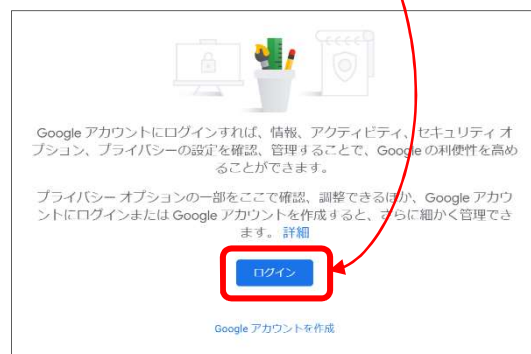 Google アカウントにログインすれば、情報、アクティビティ、セキュリティ オ
プション、プライバシーの設定を確認、管理することで、Google の利便性を高め
ることができます。
プライバシー オプションの一部をここで確認、調整できるほか、Google アカウ
ントにログインまたは Google アカウントを作成すると、さらに細かく管理でき
ます。 詳細
ログイン
Google アカウントを作成